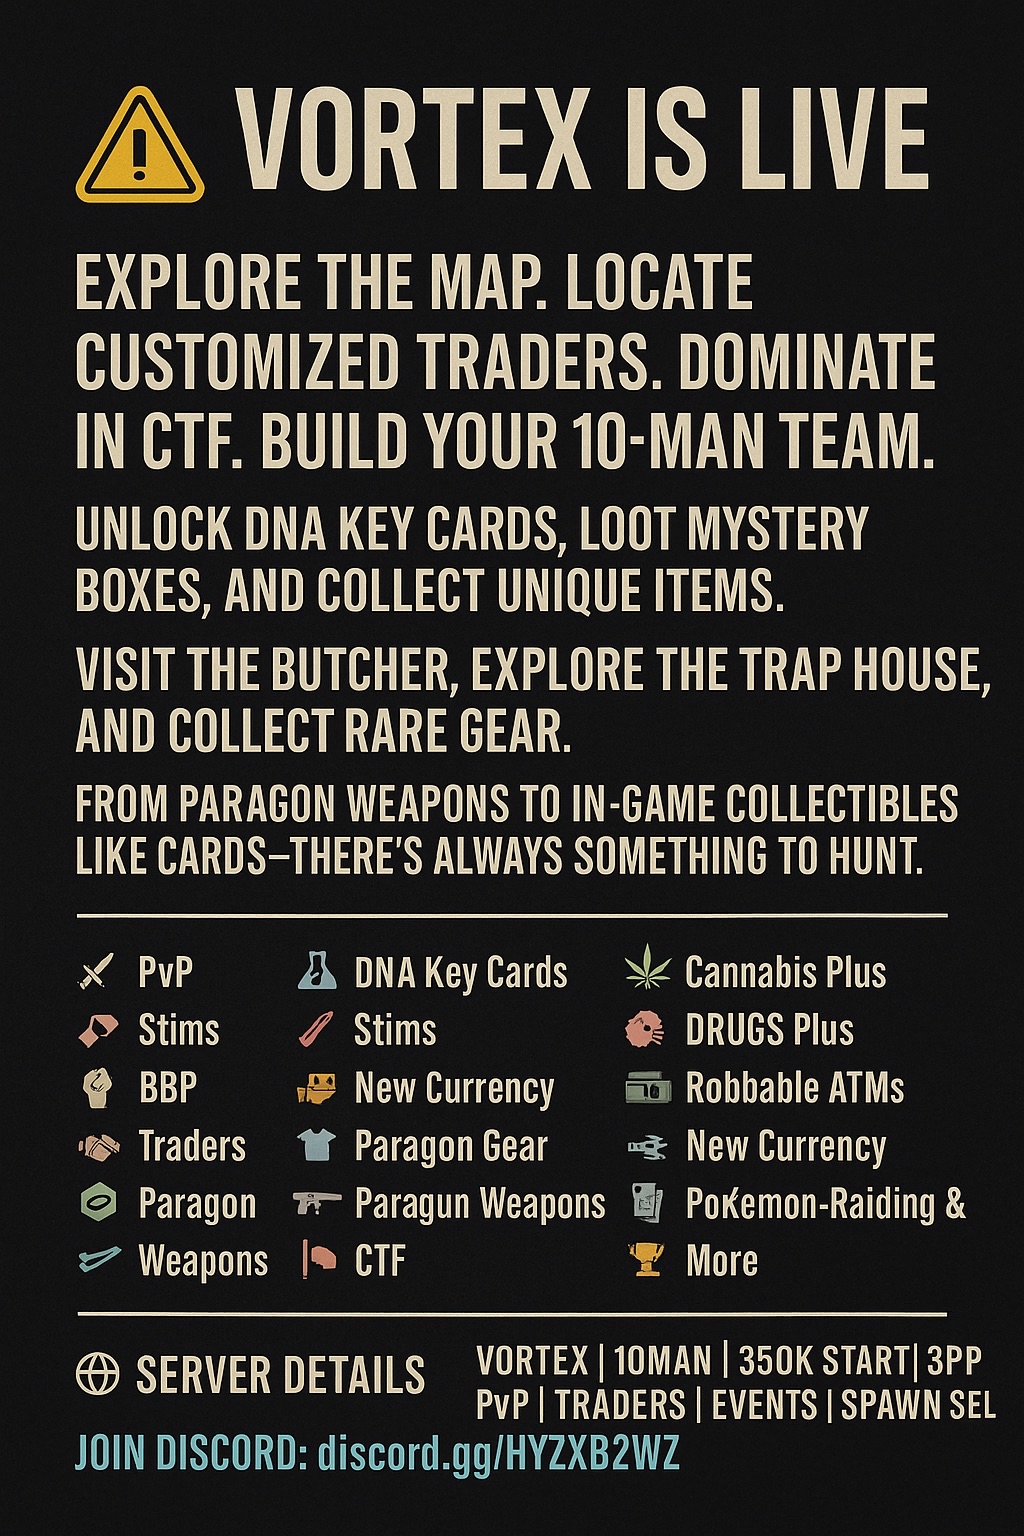 VORTEX IS LIVE
EXPLORE THE MAP. LOCATE
CUSTOMIZED TRADERS. DOMINATE
IN CTF. BUILD YOUR 10-MAN TEAM.
UNLOCK DNA KEY CARDS, LOOT MYSTERY
BOXES, AND COLLECT UNIQUE ITEMS.
VISIT THE BUTCHER, EXPLORE THE TRAP HOUSE,
AND COLLECT RARE GEAR.
FROM PARAGON WEAPONS TO IN-GAME COLLECTIBLES
LIKE CARDS–THERE'S ALWAYS SOMETHING TO HUNT.
PvP
Stims
BBP
Traders
Paragon
Weapons
DNA Key Cards
Stims
New Currency
Paragon Gear
Paragun Weapons
CTF
Cannabis Plus
DRUGS Plus
Robbable ATMs
New Currency
Pokemon-Raiding &
More
SERVER DETAILS
VORTEX | 10MAN | 350K START| 3PP
PvP | TRADERS | EVENTS | SPAWN SEL
JOIN DISCORD: discord.gg/HYZXB2WZ